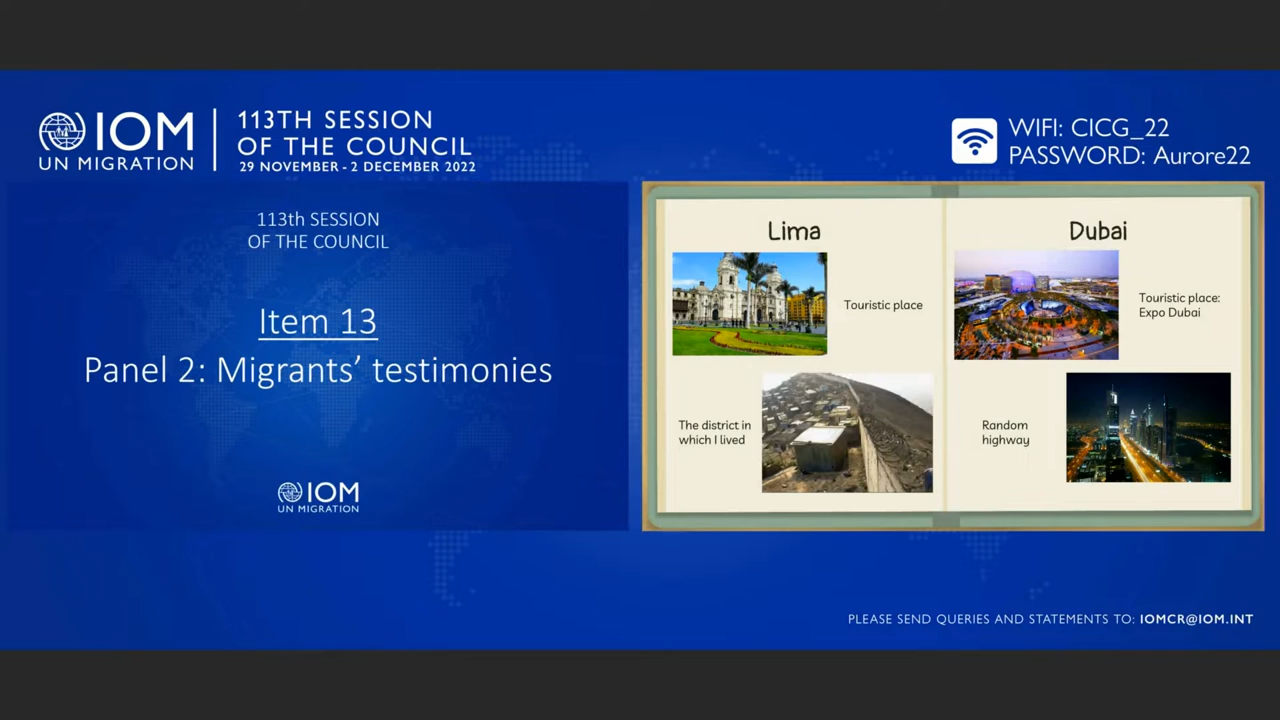 IOM
UN MIGRATION
113TH SESSION
OF THE COUNCIL
29 NOVEMBER - 2 DECEMBER 2022
WIFI: CICG_22
PASSWORD: Aurore22
113th SESSION
OF THE COUNCIL
Item 13
Panel 2: Migrants’ testimonies
IOM
UN MIGRATION
Lima
Touristic place
The district in
which I lived
Dubai
Touristic place:
Expo Dubai
Random
highway
PLEASE SEND QUERIES AND STATEMENTS TO: IOMCR@IOM.INT